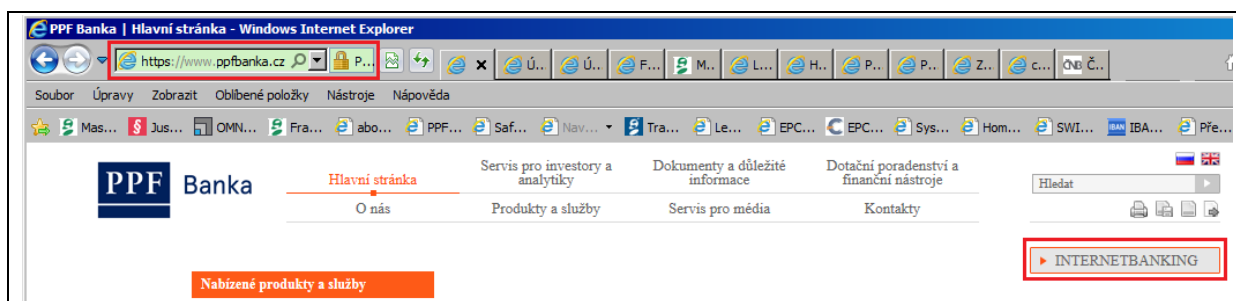 PPF Banka | Hlavní stránka - Windows Internet Explorer
https://www.ppfbanka.cz P...
Ú.. Ú.. F... M.. L... H.. P... P... Z.. c... ČNB Č..
Soubor Úpravy Zobrazit Oblíbené položky Nástroje Nápověda
Mas... Jus... OMN... Fra... abo... PPF... Saf... Nav... Tra... Le... EPC... EPC... Sys... Hom... SWI... IBAN IBA... Pře...
PPF Banka
Hlavní stránka
Servis pro investory a
analytiky
Dokumenty a důležité
informace
Dotační poradenství a
finanční nástroje
Hledat
O nás Produkty a služby Servis pro média Kontakty
INTERNETBANKING
Nabízené produkty a služby